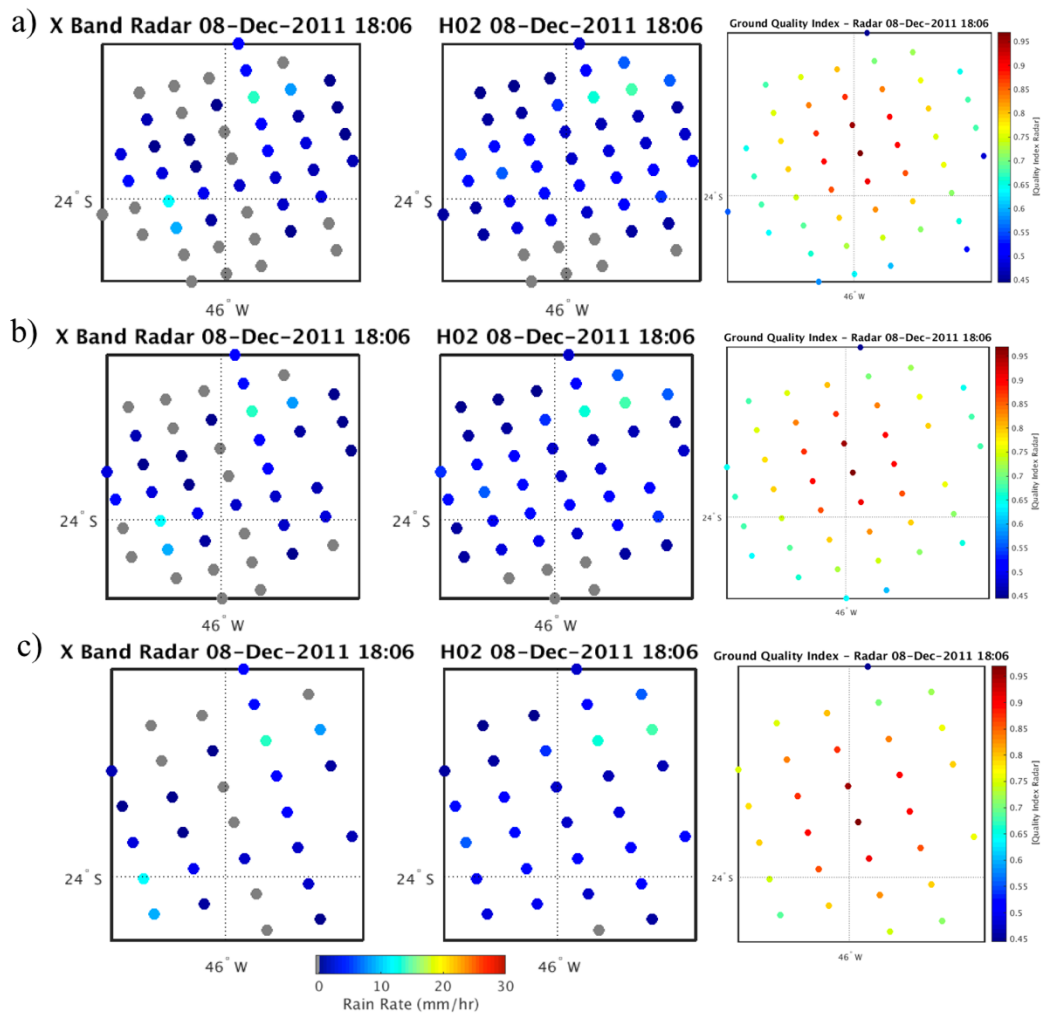 a)
X Band Radar 08-Dec-2011 18:06
H02 08-Dec-2011 18:06
Ground Quality Index - Radar 08-Dec-2011 18:06
24° S
46° W
46° W
24° S
0.95
0.9
0.85
0.8
0.75
0.7
0.65
0.6
0.55
0.5
0.45
[Quality Index Radar]
b)
X Band Radar 08-Dec-2011 18:06
H02 08-Dec-2011 18:06
Ground Quality Index - Radar 08-Dec-2011 18:06
24° S
46° W
46° W
24° S
46° W
0.95
0.9
0.85
0.8
0.75
0.7
0.65
0.6
0.55
0.5
0.45
[Quality Index Radar]
c)
X Band Radar 08-Dec-2011 18:06
H02 08-Dec-2011 18:06
Ground Quality Index - Radar 08-Dec-2011 18:06
24° S
46° W
46° W
24° S
46° W
0.95
0.9
0.85
0.8
0.75
0.7
0.65
0.6
0.55
0.5
0.45
[Quality Index Radar]
0 10 20 30
Rain Rate (mm/hr)